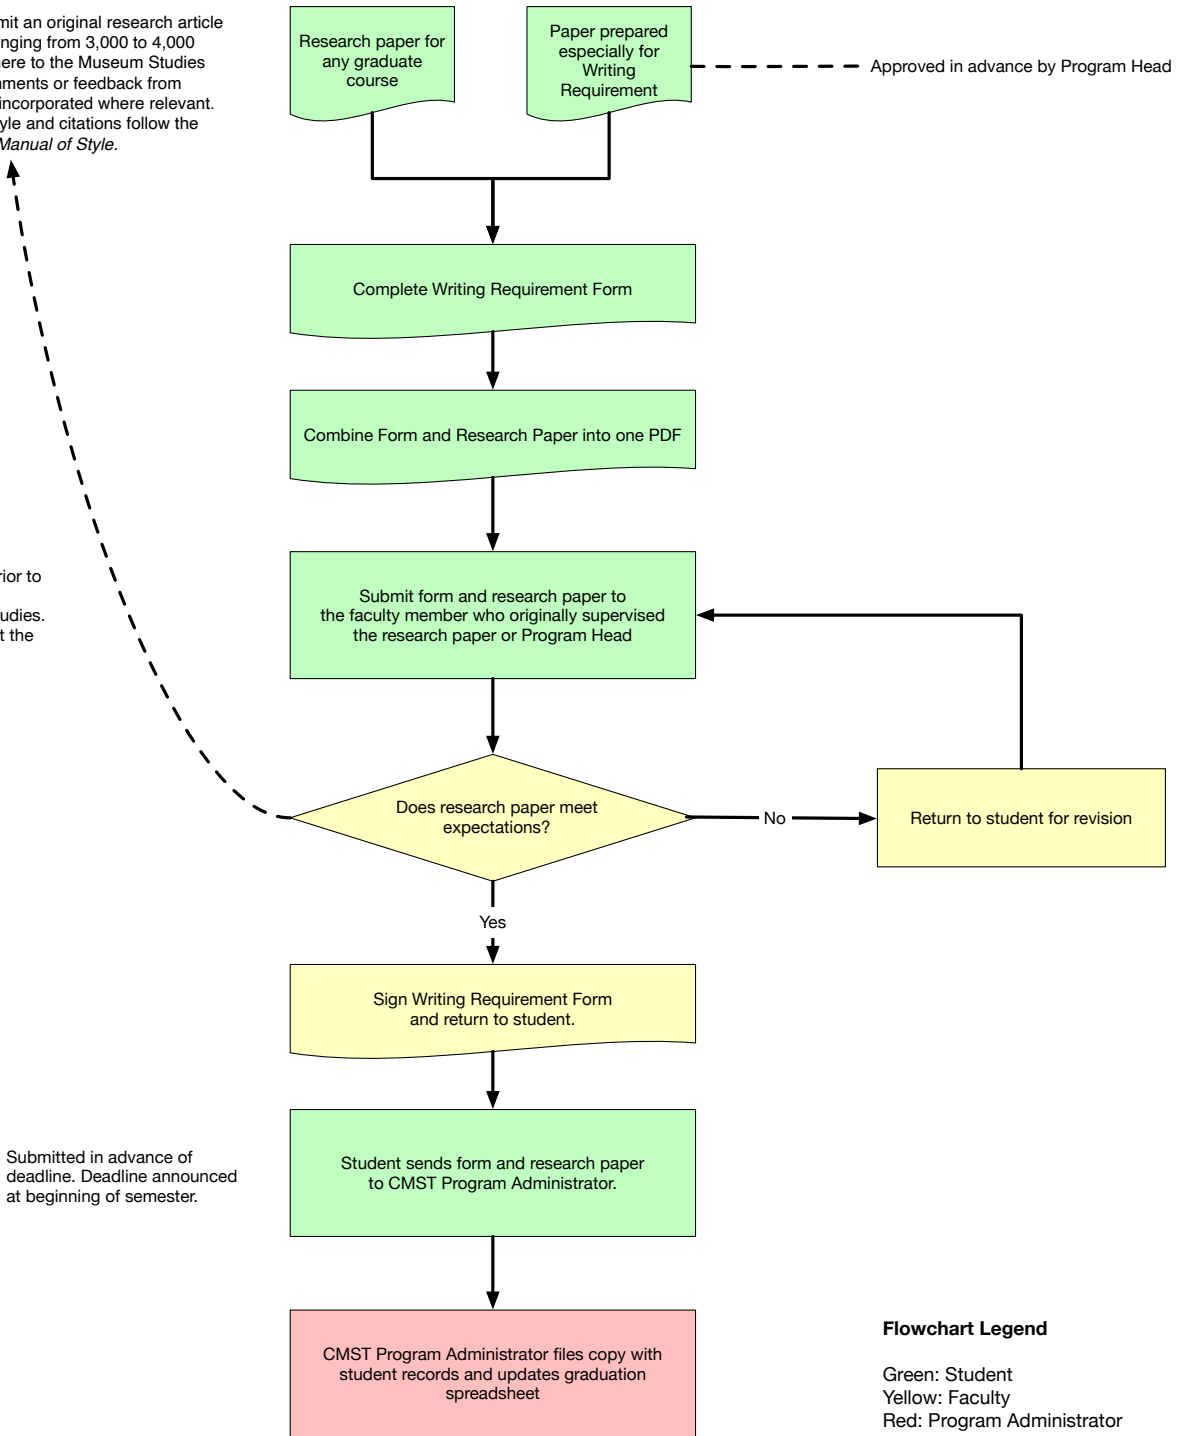 mit an original research article
nging from 3,000 to 4,000
here to the Museum Studies
nments or feedback from
incorporated where relevant.
tyle and citations follow the
Manual of Style.
Research paper for
any graduate
course
Paper prepared
especially for
Writing
Requirement
Approved in advance by Program Head
Complete Writing Requirement Form
Combine Form and Research Paper into one PDF
rior to
udies.
t the
Submit form and research paper to
the faculty member who originally supervised
the research paper or Program Head
Does research paper meet
expectations?
No
Return to student for revision
Yes
Sign Writing Requirement Form
and return to student.
Submitted in advance of
deadline. Deadline announced
at beginning of semester.
Student sends form and research paper
to CMST Program Administrator.
CMST Program Administrator files copy with
student records and updates graduation
spreadsheet
Flowchart Legend
Green: Student
Yellow: Faculty
Red: Program Administrator